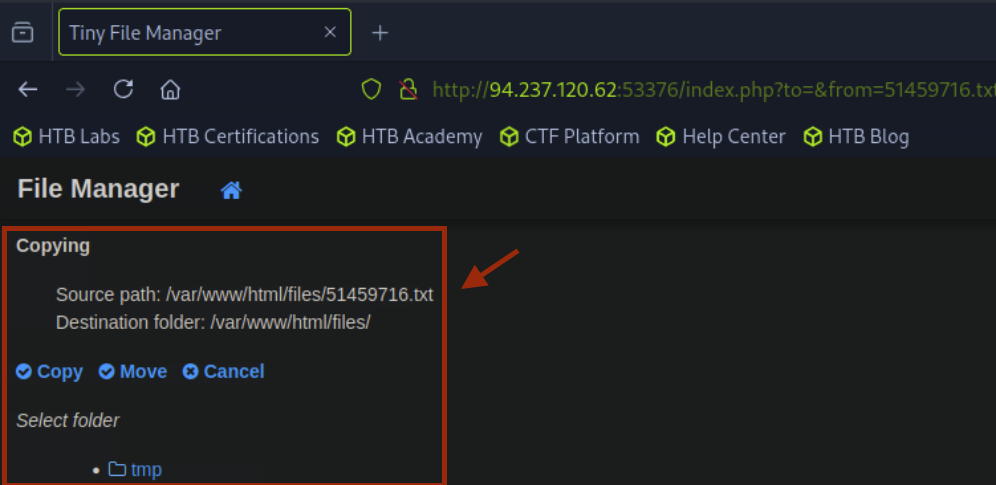 Tiny File Manager
http://94.237.120.62:53376/index.php?to=&from=51459716.txt
HTB Labs HTB Certifications HTB Academy CTF Platform Help Center HTB Blog
File Manager
Copying
Source path: /var/www/html/files/51459716.txt
Destination folder: /var/www/html/files/
Copy Move Cancel
Select folder
tmp